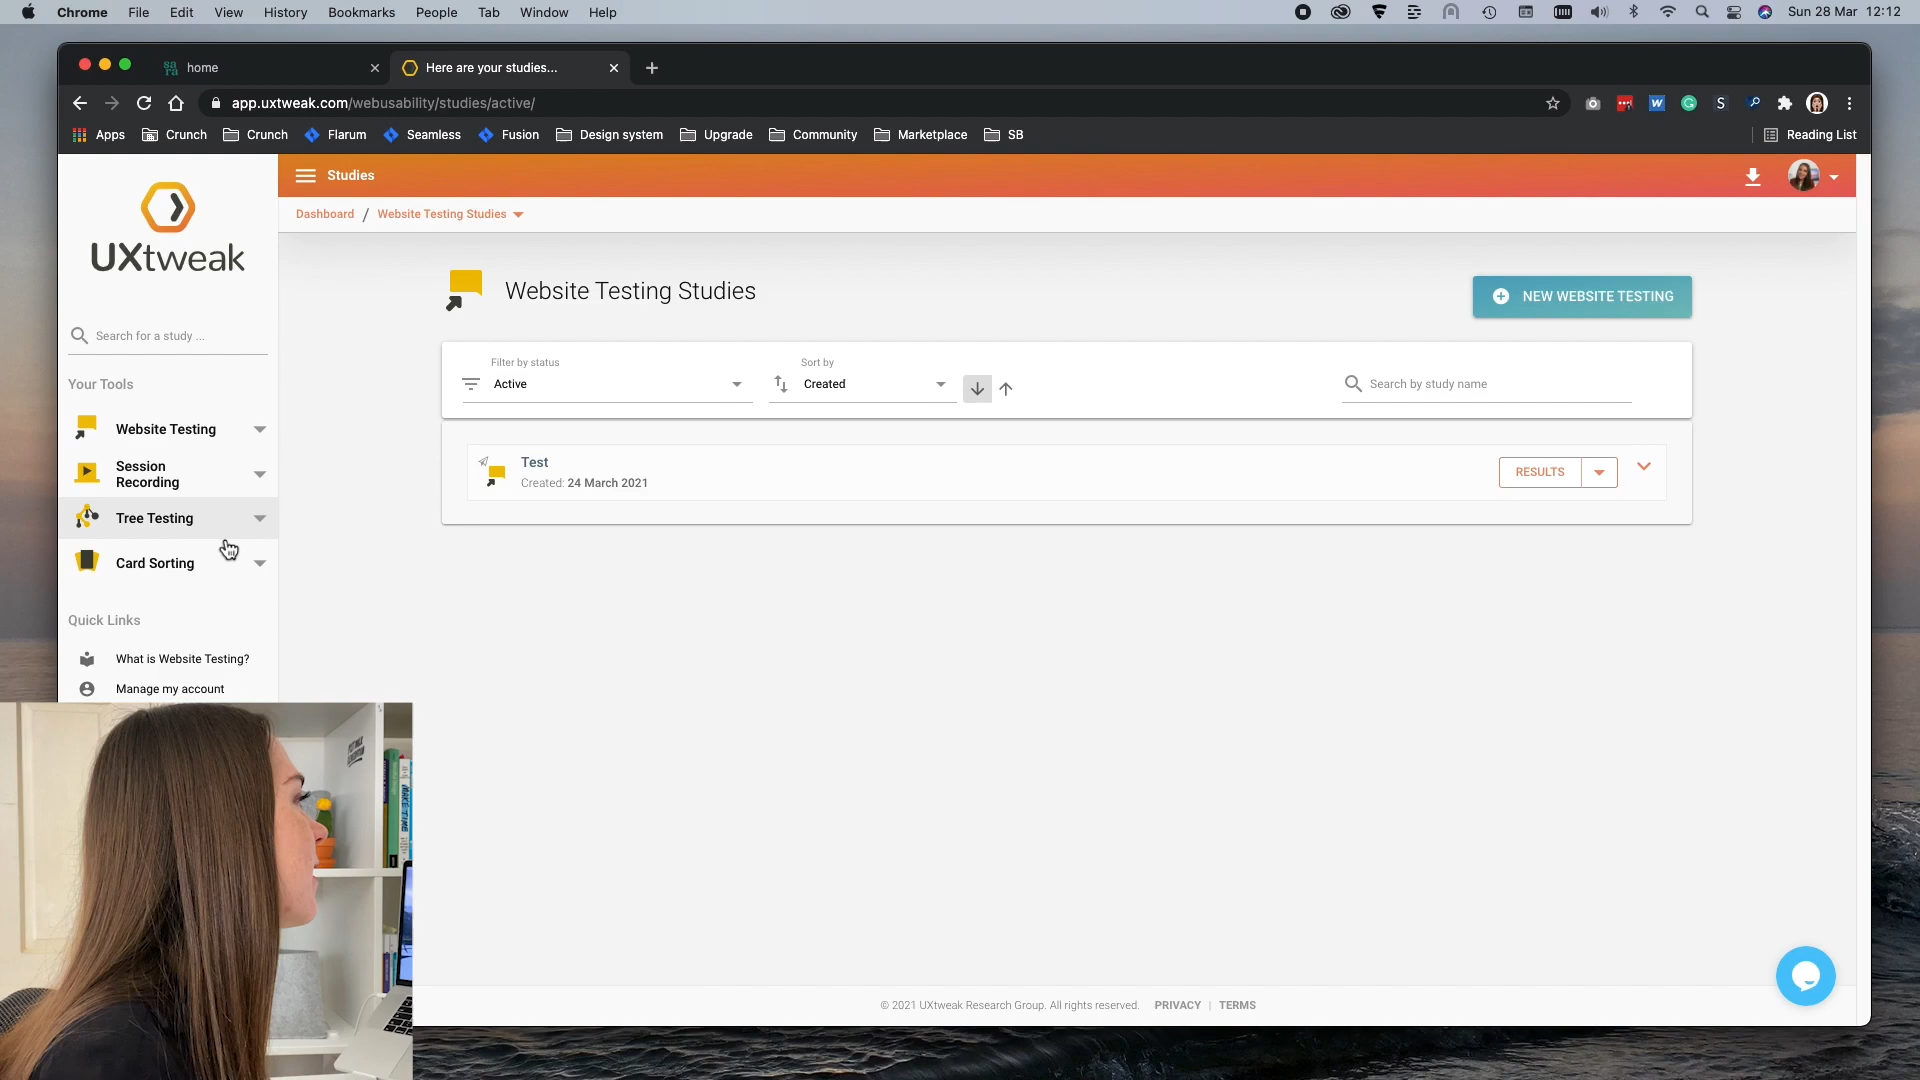 Chrome File Edit View History Bookmarks People Tab Window Help Sun 28 Mar 12:12
sa ra home Here are your studies...
app.uxtweak.com/webusability/studies/active/
Apps Crunch Crunch Flarum Seamless Fusion Design system Upgrade Community Marketplace SB Reading List
UXtweak
Studies
Dashboard / Website Testing Studies
Website Testing Studies
NEW WEBSITE TESTING
Search for a study ...
Filter by status
Active
Sort by
Created
Search by study name
Your Tools
Website Testing
Session
Recording
Tree Testing
Card Sorting
Test
Created: 24 March 2021
RESULTS
Quick Links
What is Website Testing?
Manage my account
MAKE TIME
© 2021 UXtweak Research Group. All rights reserved. PRIVACY | TERMS